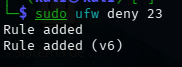 └─$ sudo ufw deny 23
Rule added
Rule added (v6)